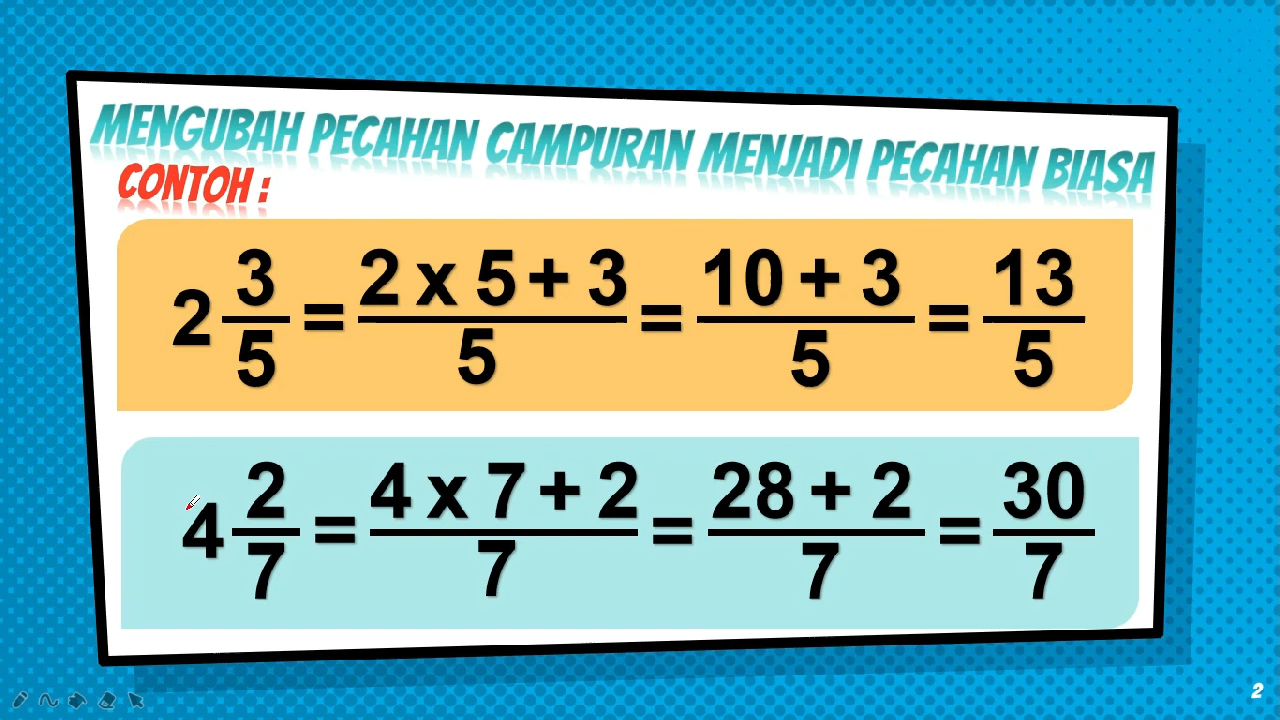 MENGUBAH PECAHAN CAMPURAN MENJADI PECAHAN BIASA
CONTOH :
2 3/5 = (2 x 5 + 3)/5 = (10 + 3)/5 = 13/5
4 2/7 = (4 x 7 + 2)/7 = (28 + 2)/7 = 30/7
2